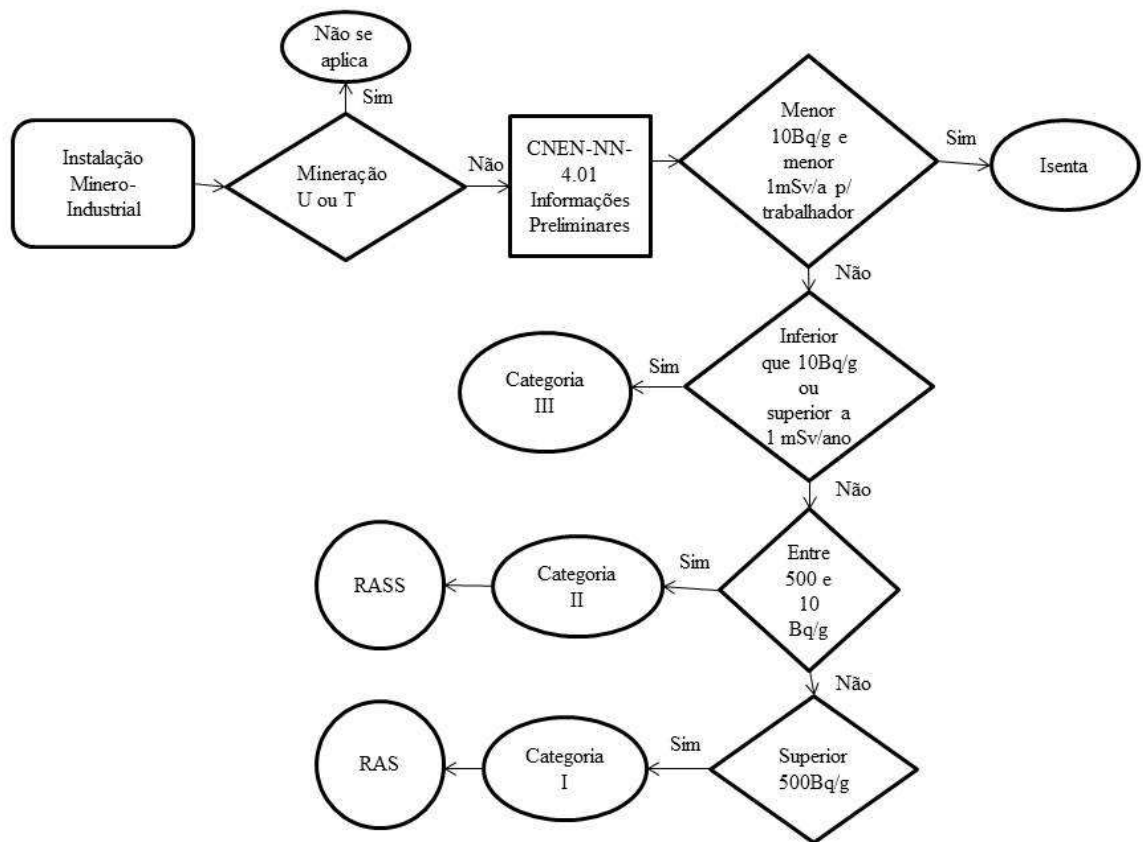 Não se
aplica
Sim
Instalação
Minero-
Industrial
Mineração
U ou T
Não
CNEN-NN-
4.01
Informações
Preliminares
Menor
10Bq/g e
menor
1mSv/a p/
trabalhador
Sim
Isenta
Não
Inferior
que 10Bq/g
ou
superior a
1 mSv/ano
Sim
Categoria
III
Não
Entre
500 e
10
Bq/g
Sim
Categoria
II
RASS
Não
Superior
500Bq/g
Sim
Categoria
I
RAS